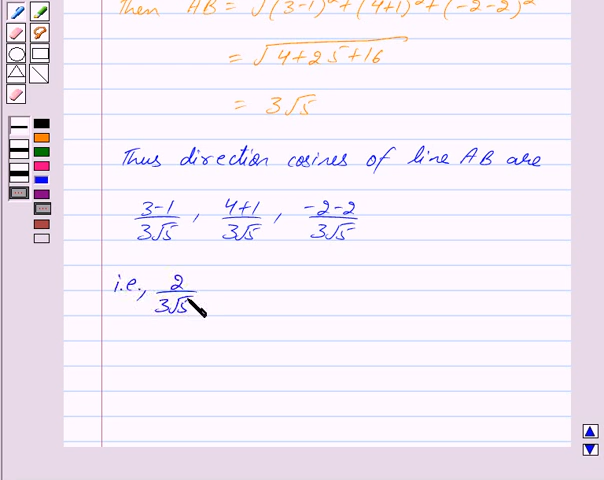 Then AB = √(3-1)² + (4+1)² + (-2-2)²
= √4+25+16
= 3√5
Thus direction cosines of line AB are
3-1/3√5, 4+1/3√5, -2-2/3√5
i.e., 2/3√5